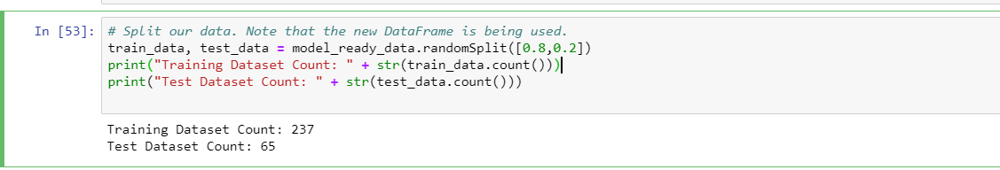 In [53]:
# Split our data. Note that the new DataFrame is being used.
train_data, test_data = model_ready_data.randomSplit([0.8,0.2])
print("Training Dataset Count: " + str(train_data.count()))
print("Test Dataset Count: " + str(test_data.count()))
Training Dataset Count: 237
Test Dataset Count: 65